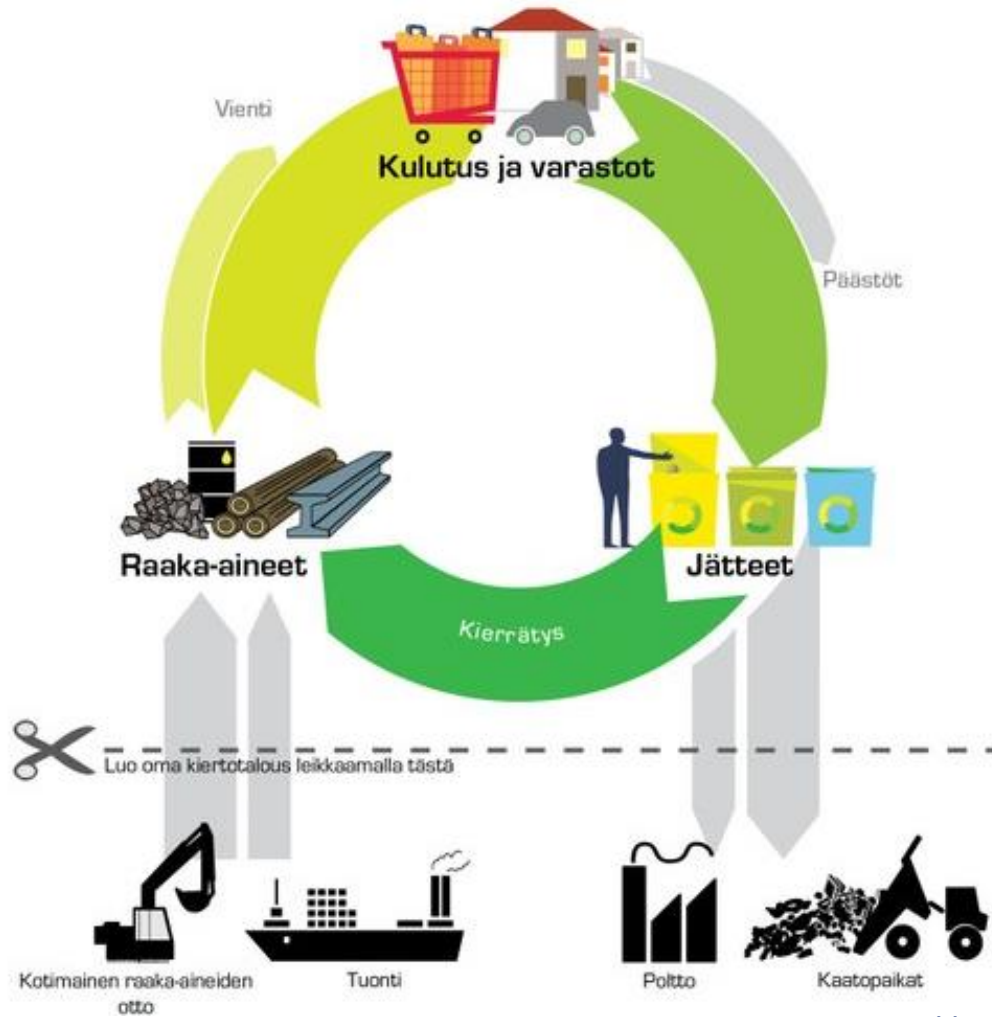 Vienti
Kulutus ja varastot
Päästöt
Raaka-aineet
Jätteet
Kierrätys
Luo oma kiertotalous leikkaamalla tästä
Kotimainen raaka-aineiden
otto
Tuonti
Poltto
Kaatopaikat